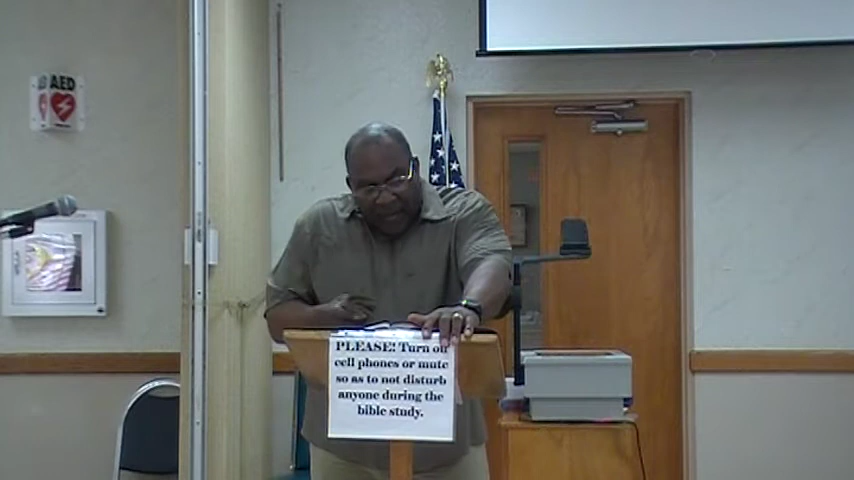 AED
PLEASE! Turn off
cell phones or mute
so as to not disturb
anyone during the
bible study.